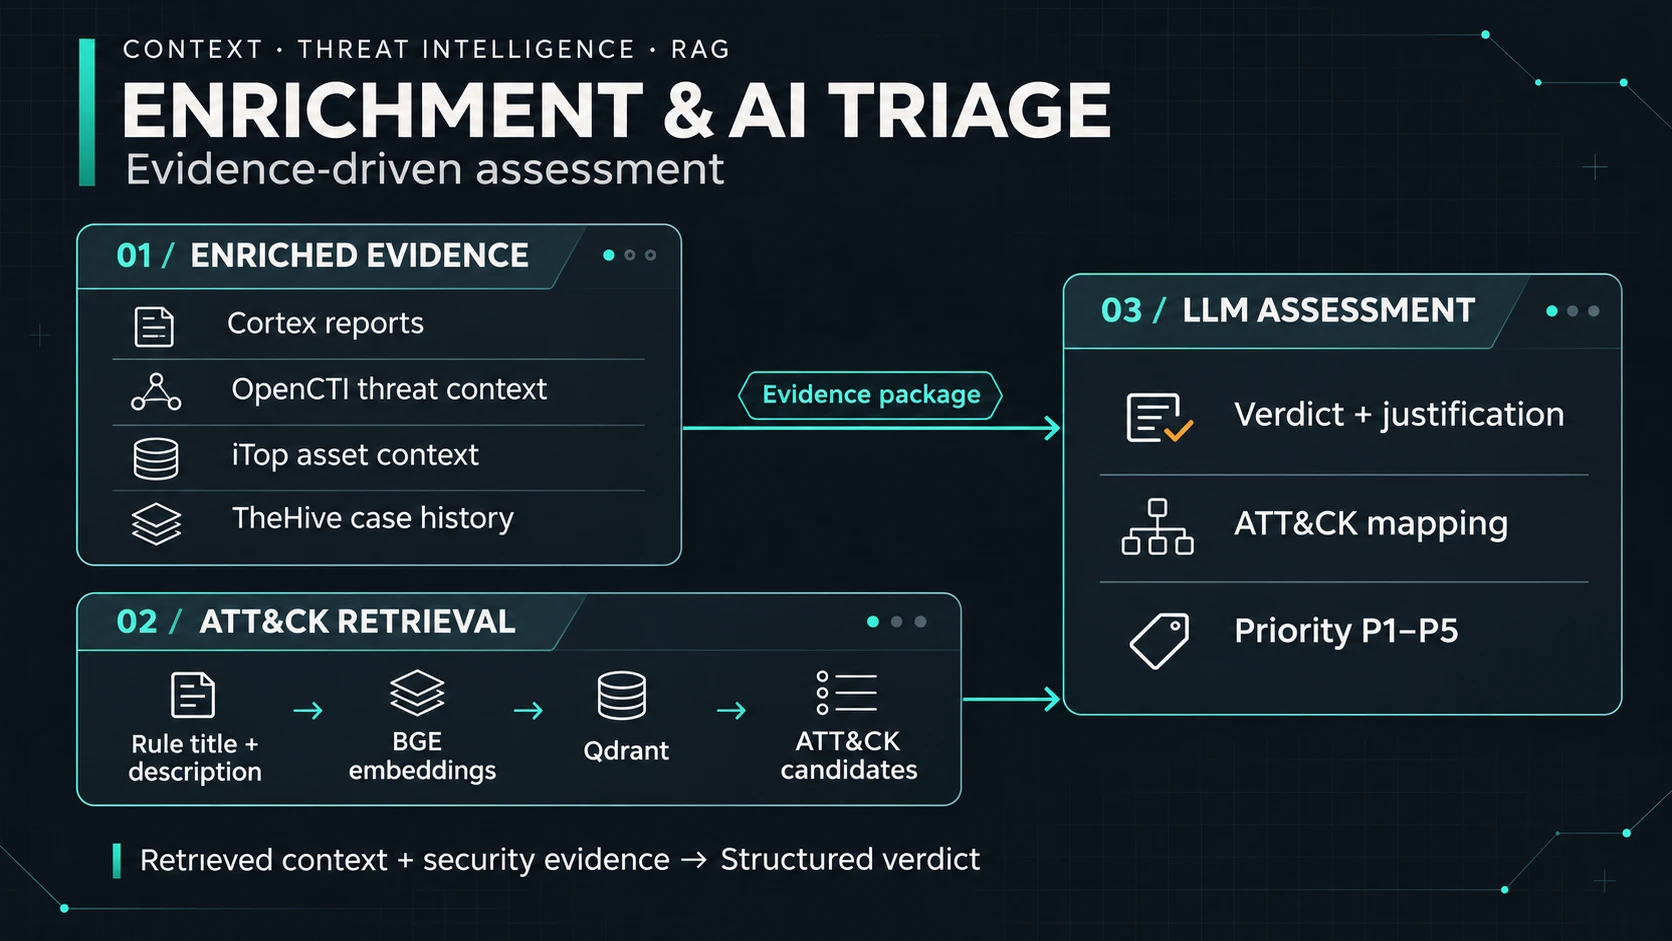 CONTEXT · THREAT INTELLIGENCE · RAG
ENRICHMENT & AI TRIAGE
Evidence-driven assessment
01 / ENRICHED EVIDENCE
Cortex reports
OpenCTI threat context
iTop asset context
TheHive case history
Evidence package
02 / ATT&CK RETRIEVAL
Rule title +
description
→
BGE
embeddings
→
Qdrant
→
ATT&CK
candidates
03 / LLM ASSESSMENT
Verdict + justification
ATT&CK mapping
Priority P1–P5
Retrıeved context + security evidence → Structured verdict